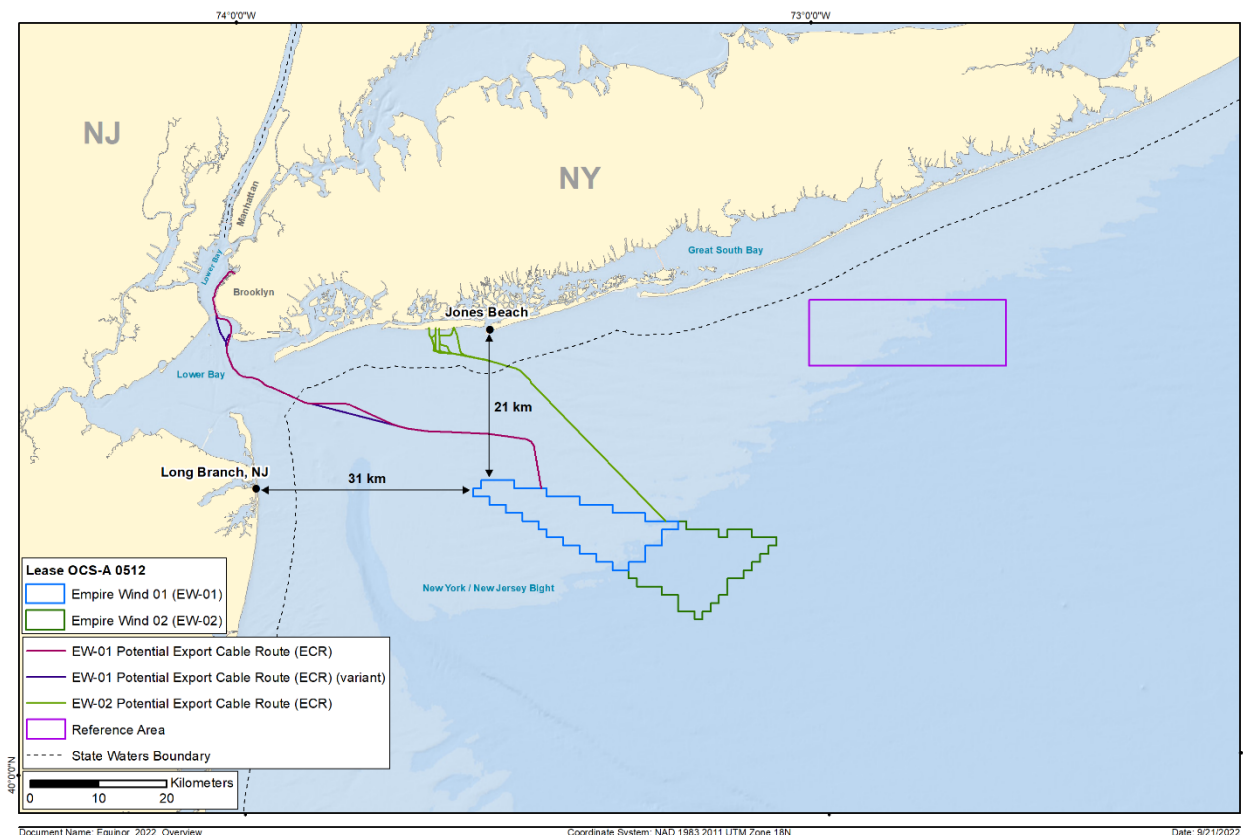 74°0'0"W
73°0'0"W
NJ
NY
Manhattan
Lower Bay
Brooklyn
Great South Bay
Jones Beach
Lower Bay
21 km
Long Branch, NJ
31 km
New York / New Jersey Bight
Lease OCS-A 0512
Empire Wind 01 (EW-01)
Empire Wind 02 (EW-02)
EW-01 Potential Export Cable Route (ECR)
EW-01 Potential Export Cable Route (ECR) (variant)
EW-02 Potential Export Cable Route (ECR)
Reference Area
State Waters Boundary
40°0'0"N
Kilometers
0 10 20
Document Name: Equinor_2022_Overview
Coordinate System: NAD 1983 2011 UTM Zone 18N
Date: 9/21/2022